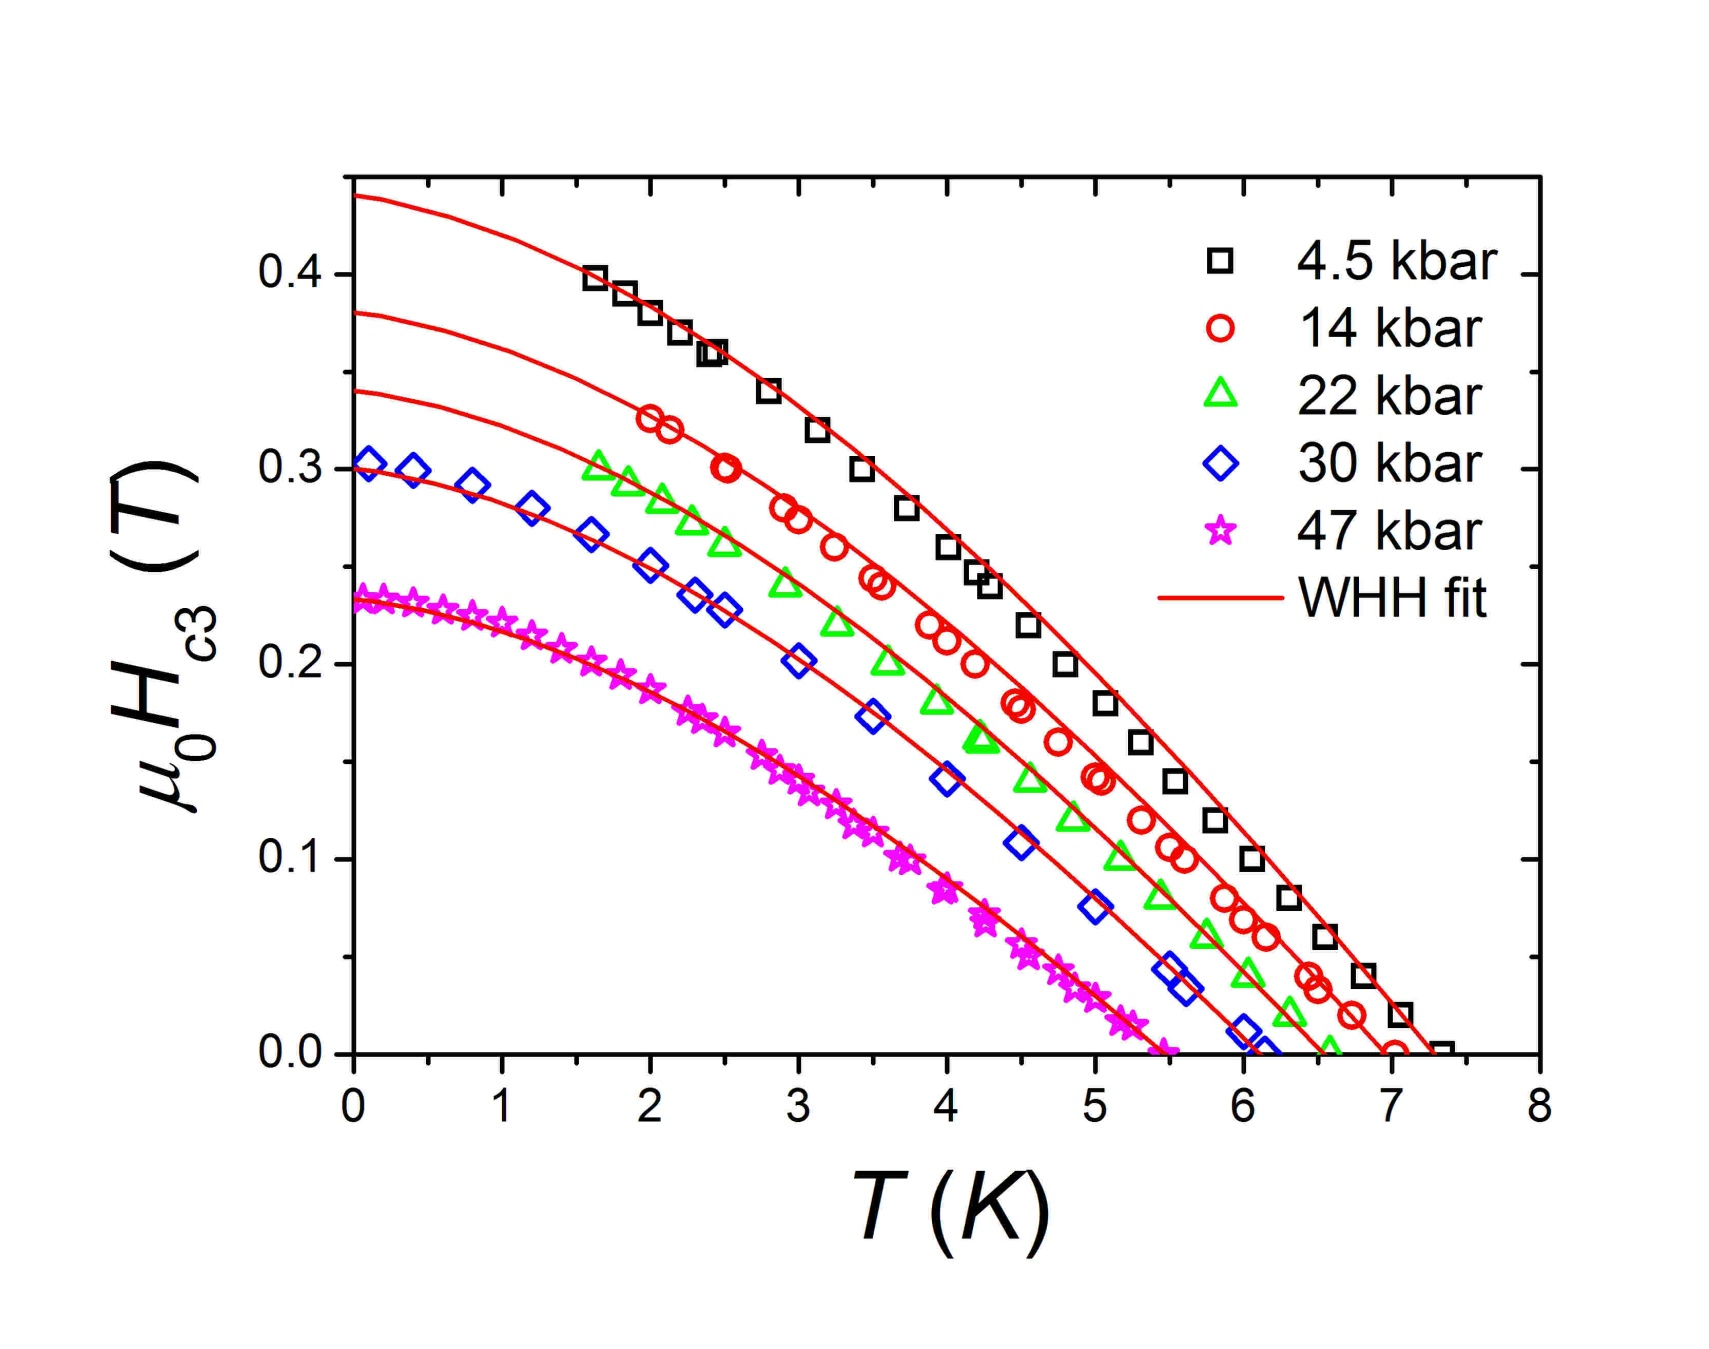 μ0Hc3 (T)
0.4
0.3
0.2
0.1
0.0
4.5 kbar
14 kbar
22 kbar
30 kbar
47 kbar
WHH fit
0 1 2 3 4 5 6 7 8
T (K)